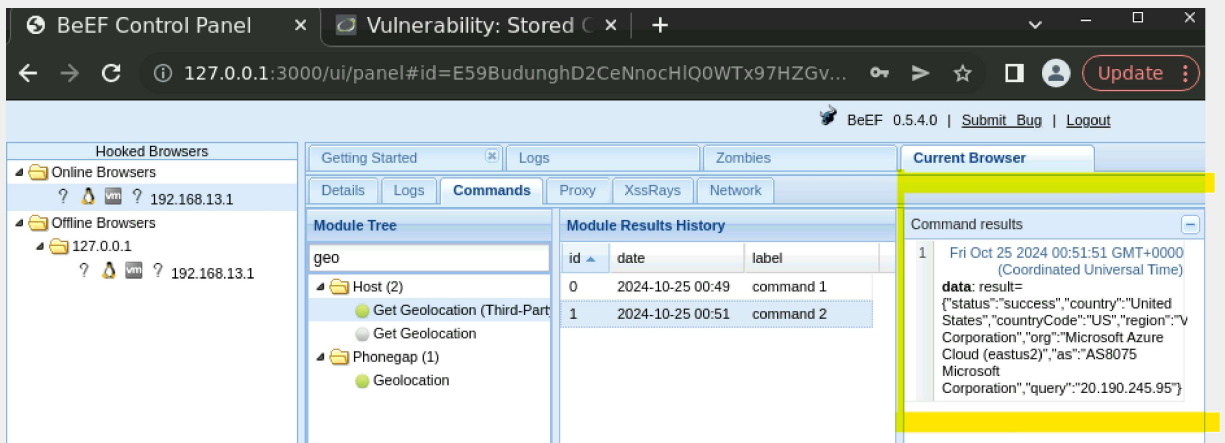 BeEF Control Panel
Vulnerability: Stored
127.0.0.1:3000/ui/panel#id=E59BudunghD2CeNnocHlQ0WTx97HZGv...
Update
BeEF 0.5.4.0 | Submit Bug | Logout
Hooked Browsers
Getting Started
Logs
Zombies
Current Browser
Online Browsers
? vm ? 192.168.13.1
Offline Browsers
127.0.0.1
? vm ? 192.168.13.1
Details
Logs
Commands
Proxy
XssRays
Network
Module Tree
geo
Host (2)
Get Geolocation (Third-Part
Get Geolocation
Phonegap (1)
Geolocation
Module Results History
id date label
0 2024-10-25 00:49 command 1
1 2024-10-25 00:51 command 2
Command results
1 Fri Oct 25 2024 00:51:51 GMT+0000
(Coordinated Universal Time)
data: result=
{"status":"success","country":"United
States","countryCode":"US","region":"V
Corporation","org":"Microsoft Azure
Cloud (eastus2)","as":"AS8075
Microsoft
Corporation","query":"20.190.245.95"}